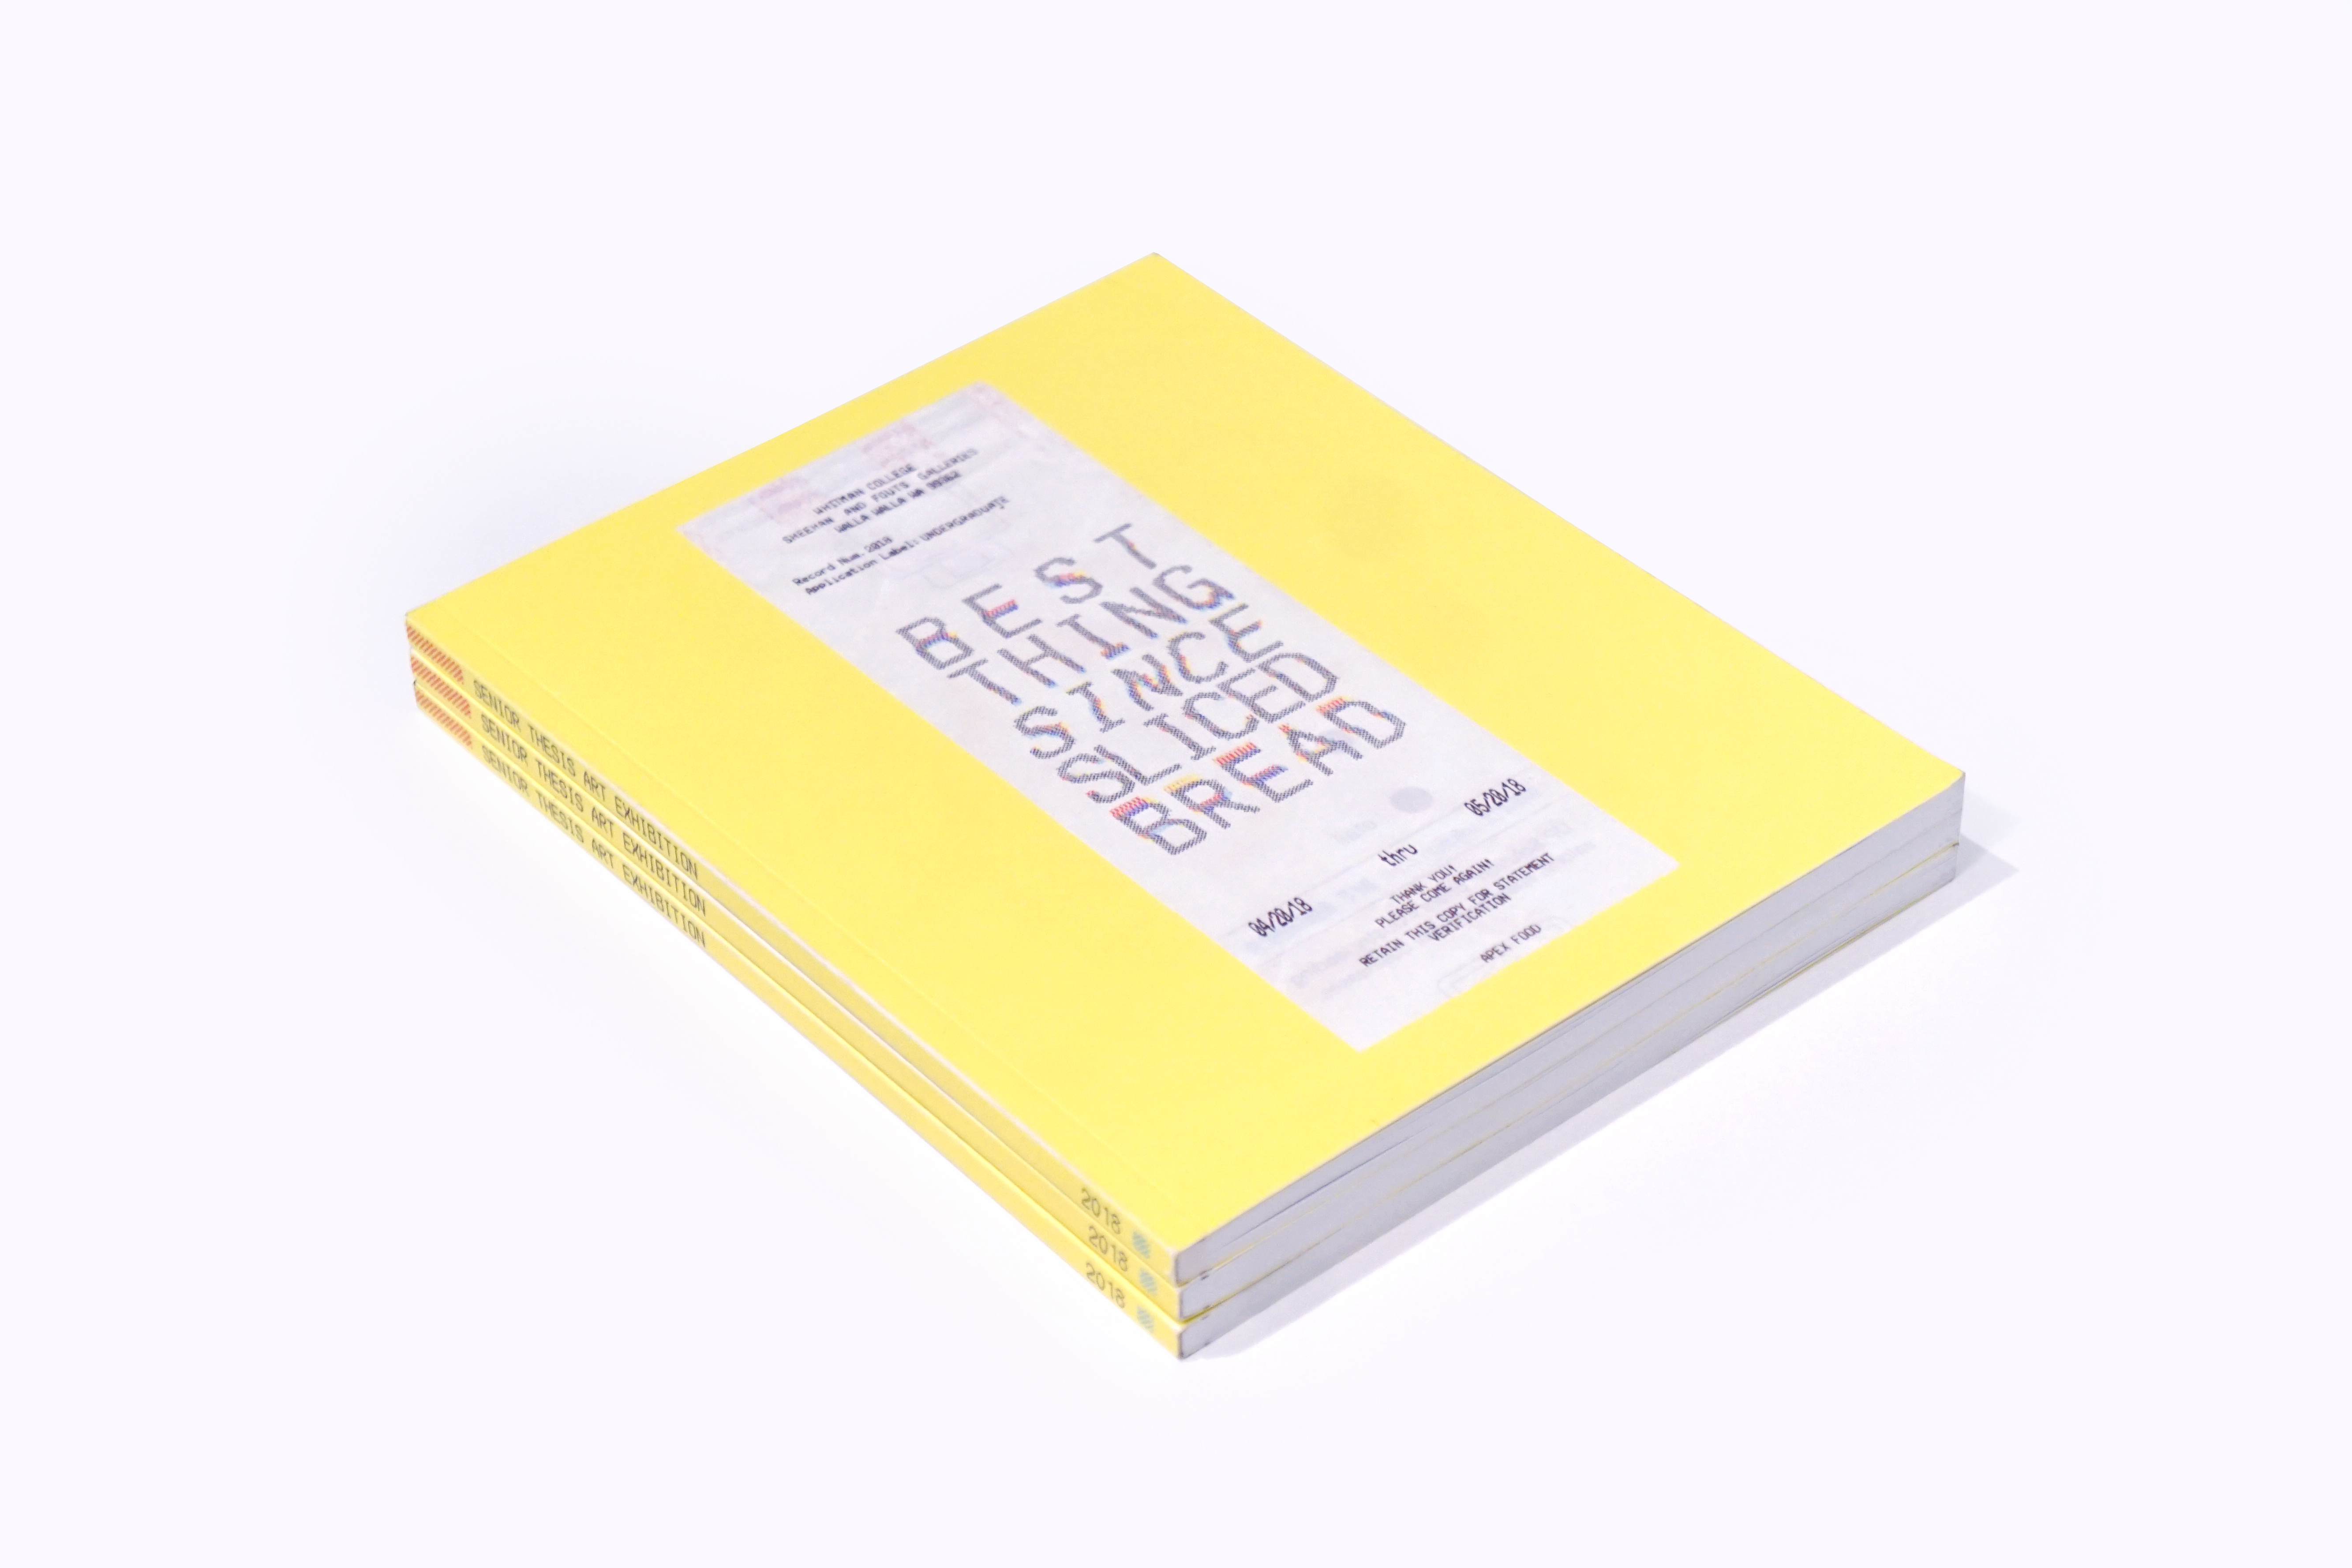 WHITMAN COLLEGE
SHEEHAN AND FOUTS GALLERIES
WALLA WALLA WA 99362
Record Num. 2018
Application Label: UNDERGRADUATE
BEST
THING
SINCE
SLICED
BREAD
04/20/18 thru 05/20/18
THANK YOU!
PLEASE COME AGAIN!
RETAIN THIS COPY FOR STATEMENT
VERIFICATION
APEX FOOD
SENIOR THESIS ART EXHIBITION 2018
SENIOR THESIS ART EXHIBITION 2018
SENIOR THESIS ART EXHIBITION 2018